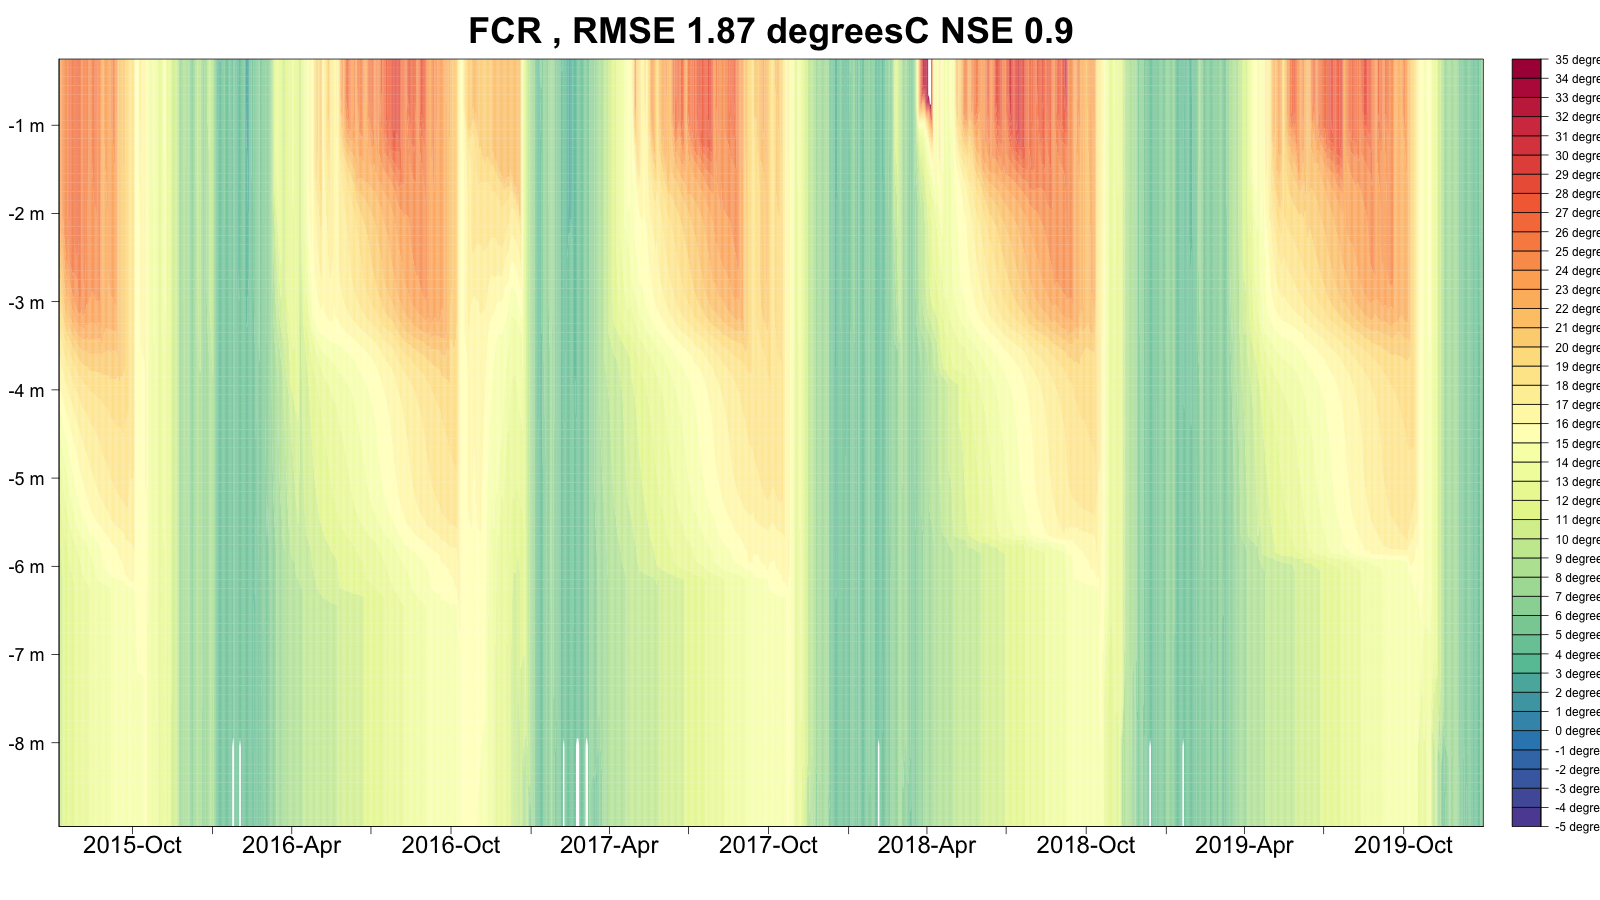 FCR , RMSE 1.87 degreesC NSE 0.9
-1 m
-2 m
-3 m
-4 m
-5 m
-6 m
-7 m
-8 m
2015-Oct
2016-Apr
2016-Oct
2017-Apr
2017-Oct
2018-Apr
2018-Oct
2019-Apr
2019-Oct
35 degre
34 degre
33 degre
32 degre
31 degre
30 degre
29 degre
28 degre
27 degre
26 degre
25 degre
24 degre
23 degre
22 degre
21 degre
20 degre
19 degre
18 degre
17 degre
16 degre
15 degre
14 degre
13 degre
12 degre
11 degre
10 degre
9 degree
8 degree
7 degree
6 degree
5 degree
4 degree
3 degree
2 degree
1 degree
0 degree
-1 degre
-2 degre
-3 degre
-4 degre
-5 degre